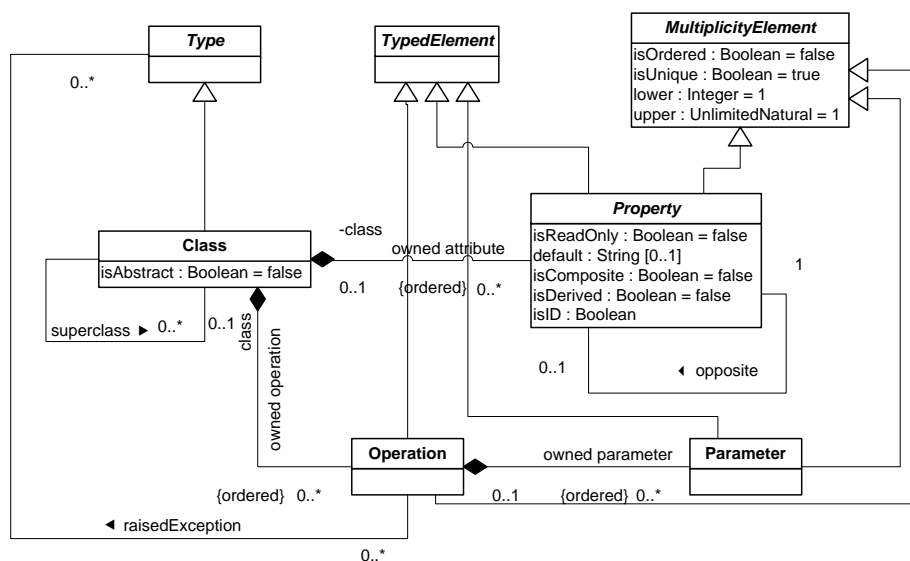 Type
TypedElement
MultiplicityElement
isOrdered : Boolean = false
isUnique : Boolean = true
lower : Integer = 1
upper : UnlimitedNatural = 1
0..*
Property
isReadOnly : Boolean = false
default : String [0..1]
isComposite : Boolean = false
isDerived : Boolean = false
isID : Boolean
Class
isAbstract : Boolean = false
-class
owned attribute
0..1
{ordered}
0..*
1
superclass ►
0..*
0..1
class
owned operation
0..1
◄ opposite
Operation
owned parameter
Parameter
{ordered} 0..*
0..1
{ordered} 0..*
◄ raisedException
0..*